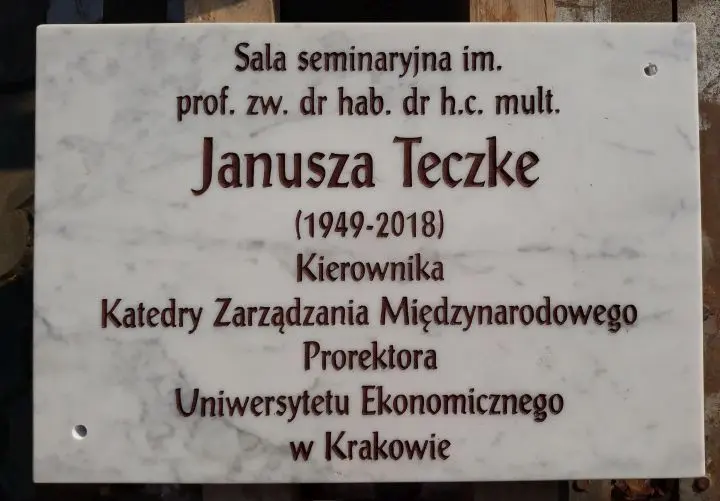 Sala seminaryjna im.
prof. zw. dr hab. dr h.c. mult.
Janusza Teczke
(1949-2018)
Kierownika
Katedry Zarządzania Międzynarodowego
Prorektora
Uniwersytetu Ekonomicznego
w Krakowie